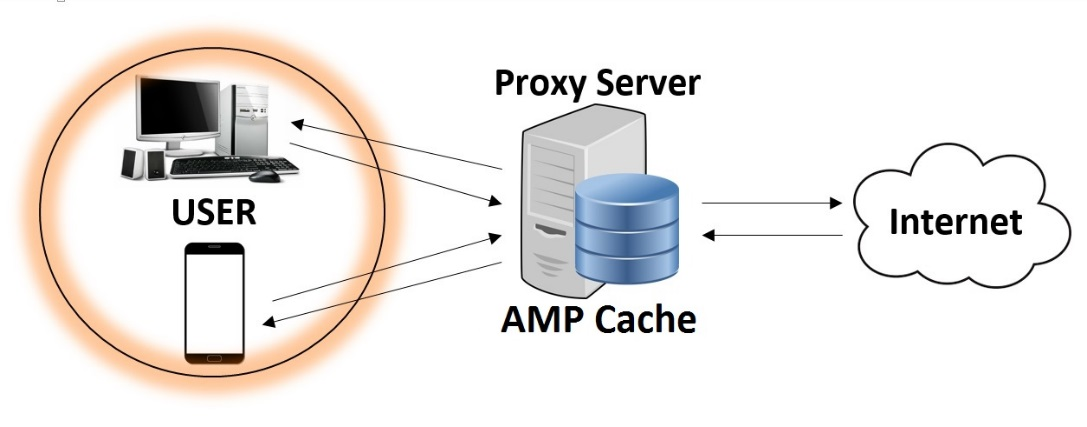 Proxy Server
USER
Internet
AMP Cache